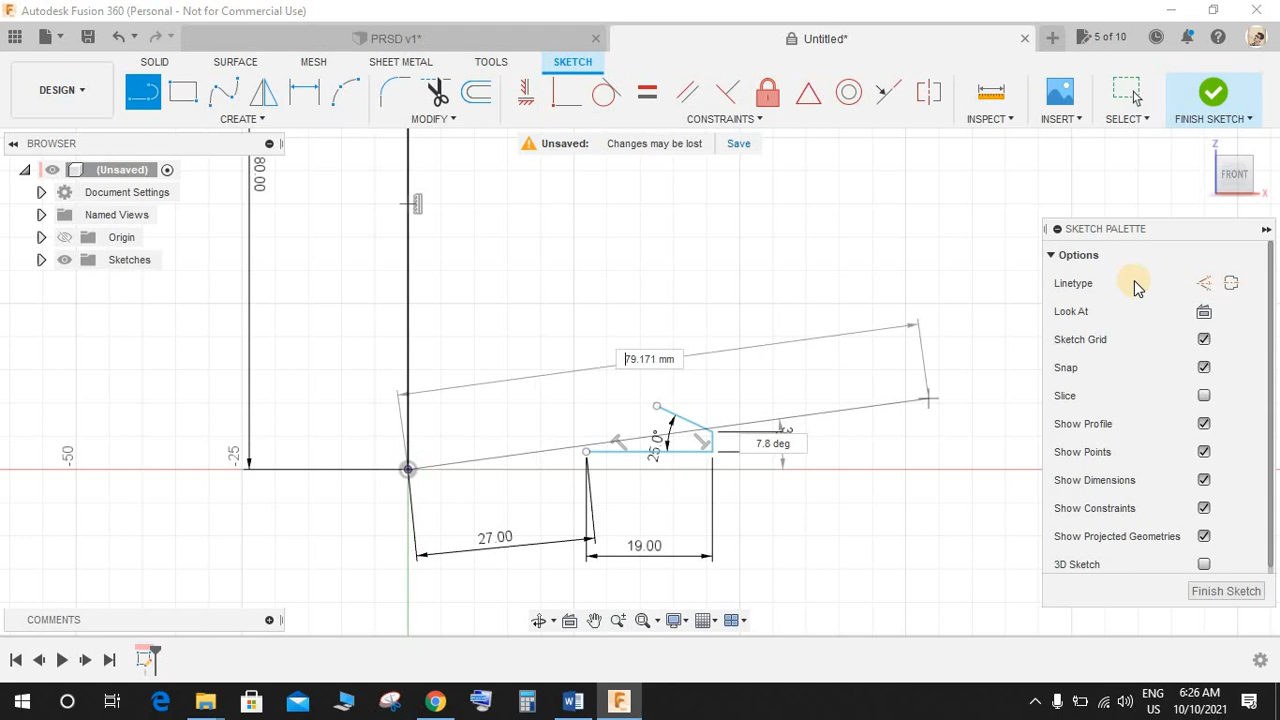 Autodesk Fusion 360 (Personal - Not for Commercial Use)
PRSD v1*
Untitled*
5 of 10
SOLID
SURFACE
MESH
SHEET METAL
TOOLS
SKETCH
DESIGN
CREATE
MODIFY
CONSTRAINTS
INSPECT
INSERT
SELECT
FINISH SKETCH
BROWSER
Unsaved: Changes may be lost
Save
(Unsaved)
Document Settings
Named Views
Origin
Sketches
80.00
Z
FRONT
X
SKETCH PALETTE
Options
Linetype
Look At
Sketch Grid
Snap
Slice
Show Profile
Show Points
Show Dimensions
Show Constraints
Show Projected Geometries
3D Sketch
Finish Sketch
79.171 mm
25.0°
7.8 deg
-50
-25
27.00
19.00
COMMENTS
ENG
US
6:26 AM
10/10/2021